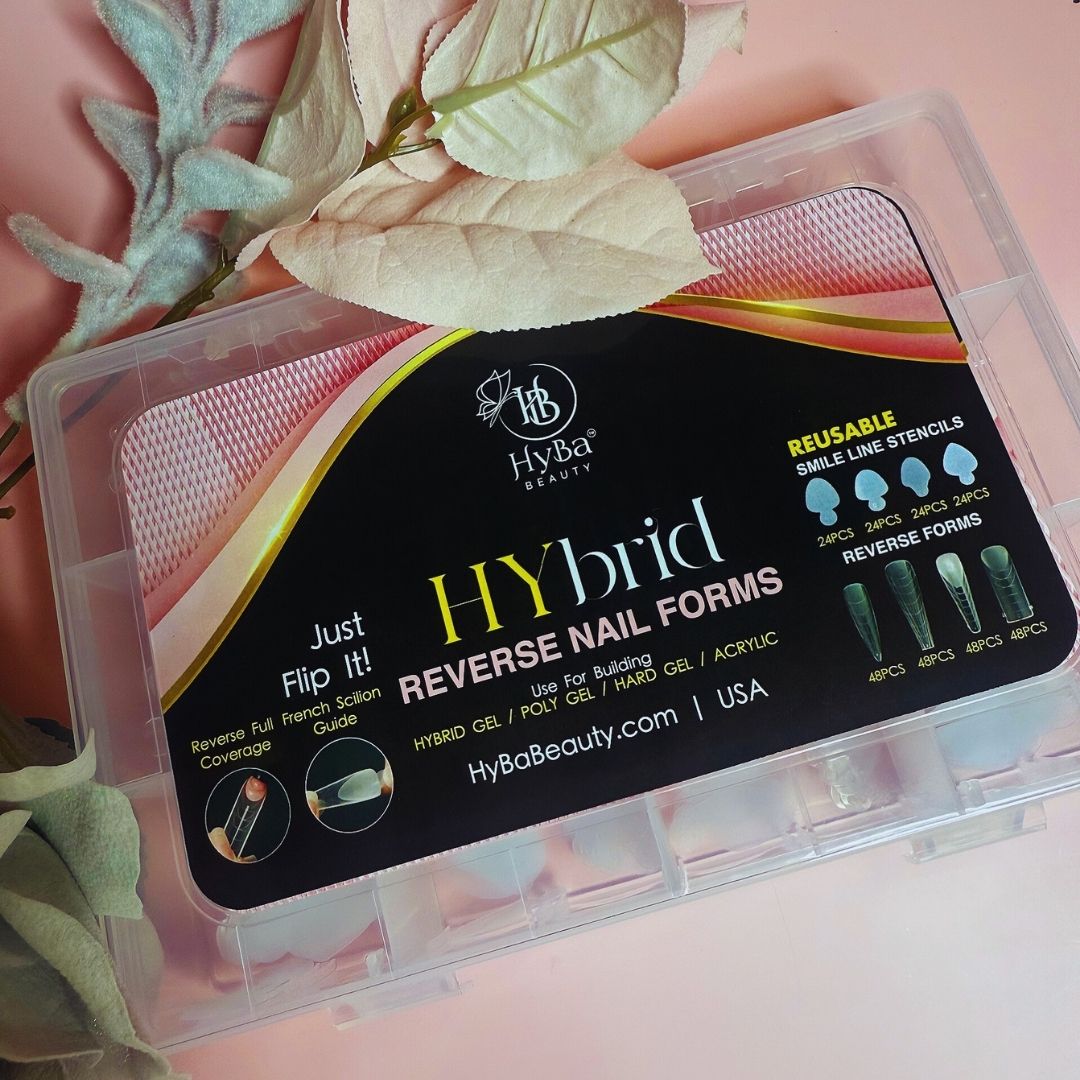 HB
HyBa™
BEAUTY
HYbrid
REVERSE NAIL FORMS
Use For Building
HYBRID GEL / POLY GEL / HARD GEL / ACRYLIC
HyBaBeauty.com | USA
Just
Flip It!
Reverse Full
Coverage
French Scilion
Guide
REUSABLE
SMILE LINE STENCILS
24PCS 24PCS 24PCS 24PCS
REVERSE FORMS
48PCS 48PCS 48PCS 48PCS